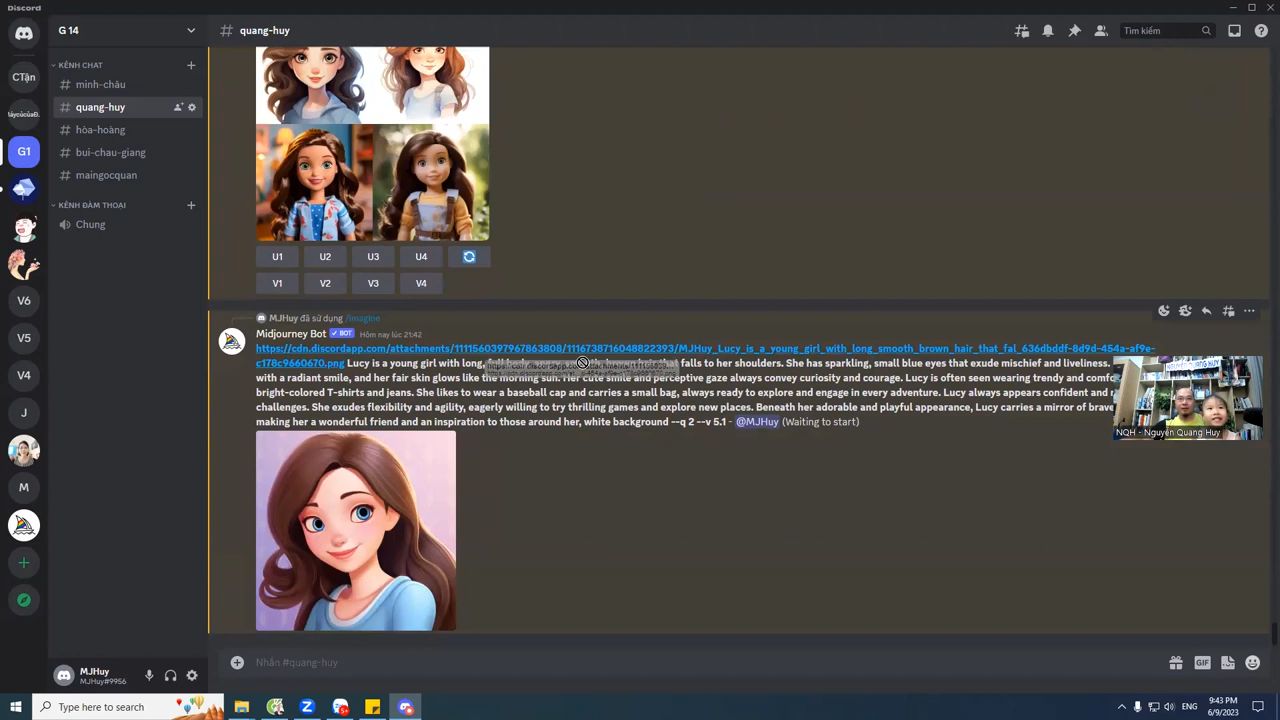 Discord
G 14
quang-huy
Tìm kiếm
KÊNH CHAT
minh-châu
quang-huy
hòa-hoàng
bui-chau-giang
maingocquan
KÊNH ĐÀM THOẠI
Chung
CTận
G1
V6
V5
V4
J
M
U1 U2 U3 U4
V1 V2 V3 V4
MJHuy đã sử dụng /imagine
Midjourney Bot BOT Hôm nay lúc 21:42
https://cdn.discordapp.com/attachments/1111560397967863808/1116738716048822393/MJHuy_Lucy_is_a_young_girl_with_long_smooth_brown_hair_that_fal_636dbddf-8d9d-454a-af9e-
c178c9660670.png Lucy is a young girl with long, falls to her shoulders. She has sparkling, small blue eyes that exude mischief and liveliness.
with a radiant smile, and her fair skin glows like the morning sun. Her cute smile and perceptive gaze always convey curiosity and courage. Lucy is often seen wearing trendy and
bright-colored T-shirts and jeans. She likes to wear a baseball cap and carries a small bag, always ready to explore and engage in every adventure. Lucy always appears confident and
challenges. She exudes flexibility and agility, eagerly willing to try thrilling games and explore new places. Beneath her adorable and playful appearance, Lucy carries a mirror of
making her a wonderful friend and an inspiration to those around her, white background --q 2 --v 5.1 - @MJHuy (Waiting to start)
NGUYEN QUANG HUY
NQH - Nguyễn Quang Huy
Nhắn #quang-huy
GIF
MJHuy
MJHuy#9956
Type here to search
5+
ENG
9:43 PM
6/9/2023